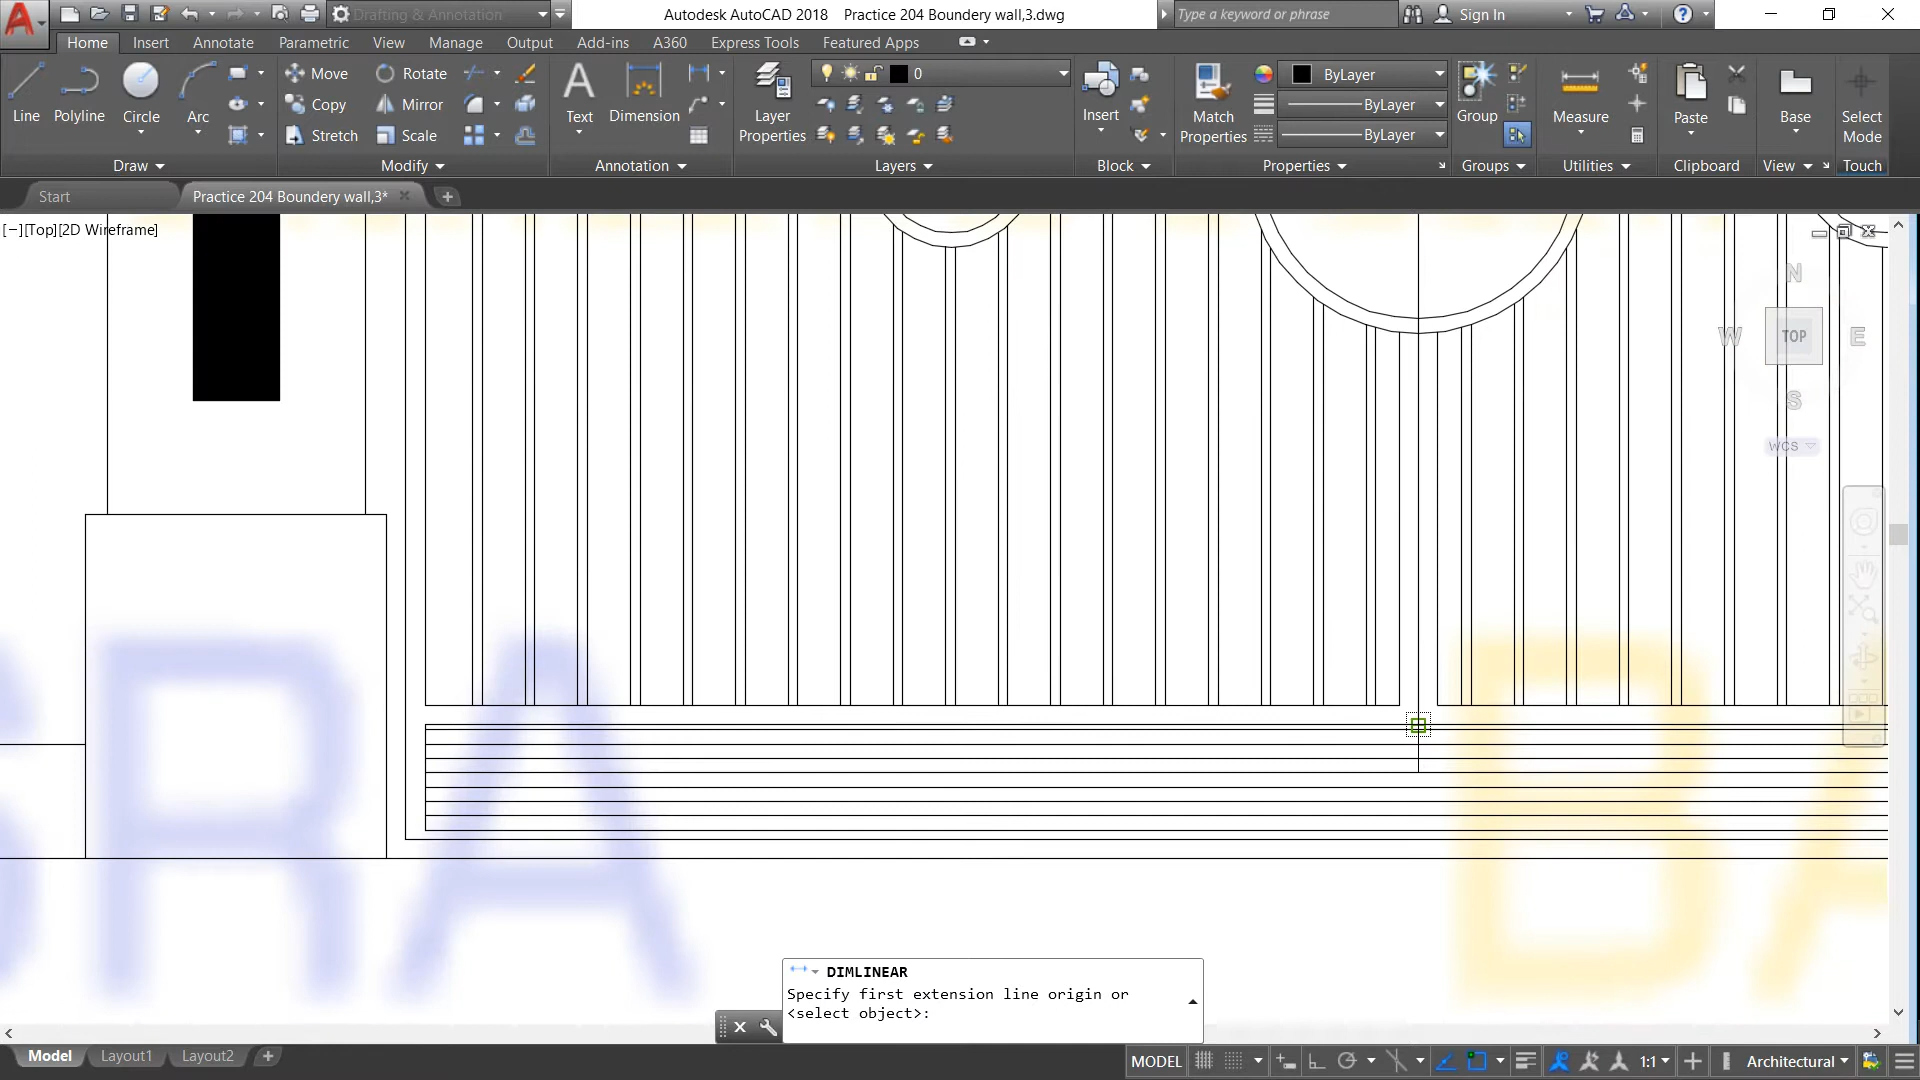 Drafting & Annotation
Autodesk AutoCAD 2018 Practice 204 Boundery wall,3.dwg
Type a keyword or phrase
Sign In
Home Insert Annotate Parametric View Manage Output Add-ins A360 Express Tools Featured Apps
Line Polyline Circle Arc
Move Rotate
Copy Mirror
Stretch Scale
Text Dimension
Layer Properties
0
Insert
Match Properties
ByLayer
ByLayer
ByLayer
Group
Measure
Paste
Base
Select Mode
Draw Modify Annotation Layers Block Properties Groups Utilities Clipboard View Touch
Start Practice 204 Boundery wall,3*
[−][Top][2D Wireframe]
N
W TOP E
S
WCS
GRA BA
DIMLINEAR
Specify first extension line origin or
<select object>:
Model Layout1 Layout2
MODEL 1:1 Architectural